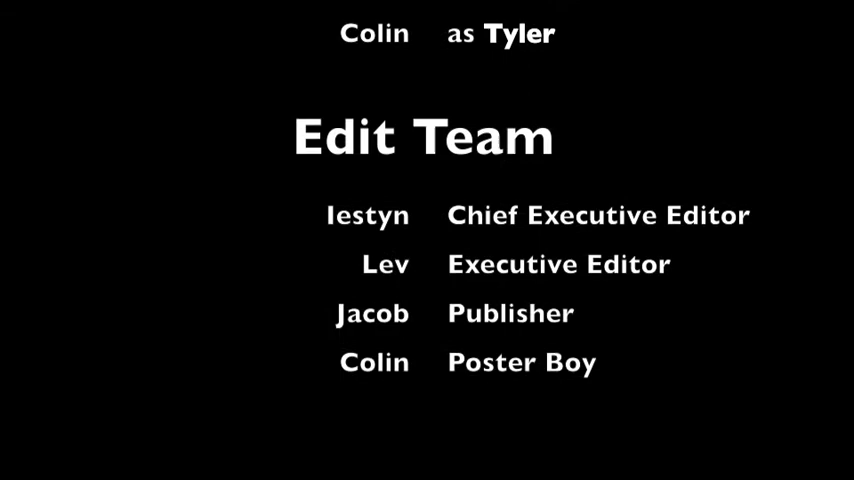 Colin as Tyler
Edit Team
Iestyn Chief Executive Editor
Lev Executive Editor
Jacob Publisher
Colin Poster Boy